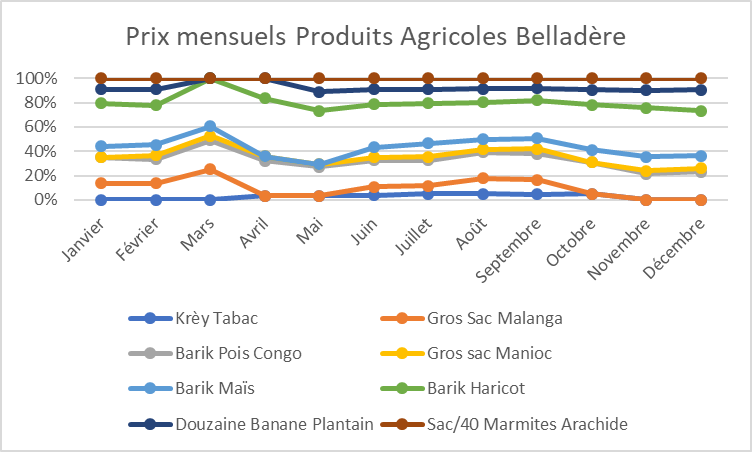 Prix mensuels Produits Agricoles Belladère
100%
80%
60%
40%
20%
0%
Janvier
Février
Mars
Avril
Mai
Juin
Juillet
Août
Septembre
Octobre
Novembre
Décembre
Krèy Tabac
Gros Sac Malanga
Barik Pois Congo
Gros sac Manioc
Barik Maïs
Barik Haricot
Douzaine Banane Plantain
Sac/40 Marmites Arachide